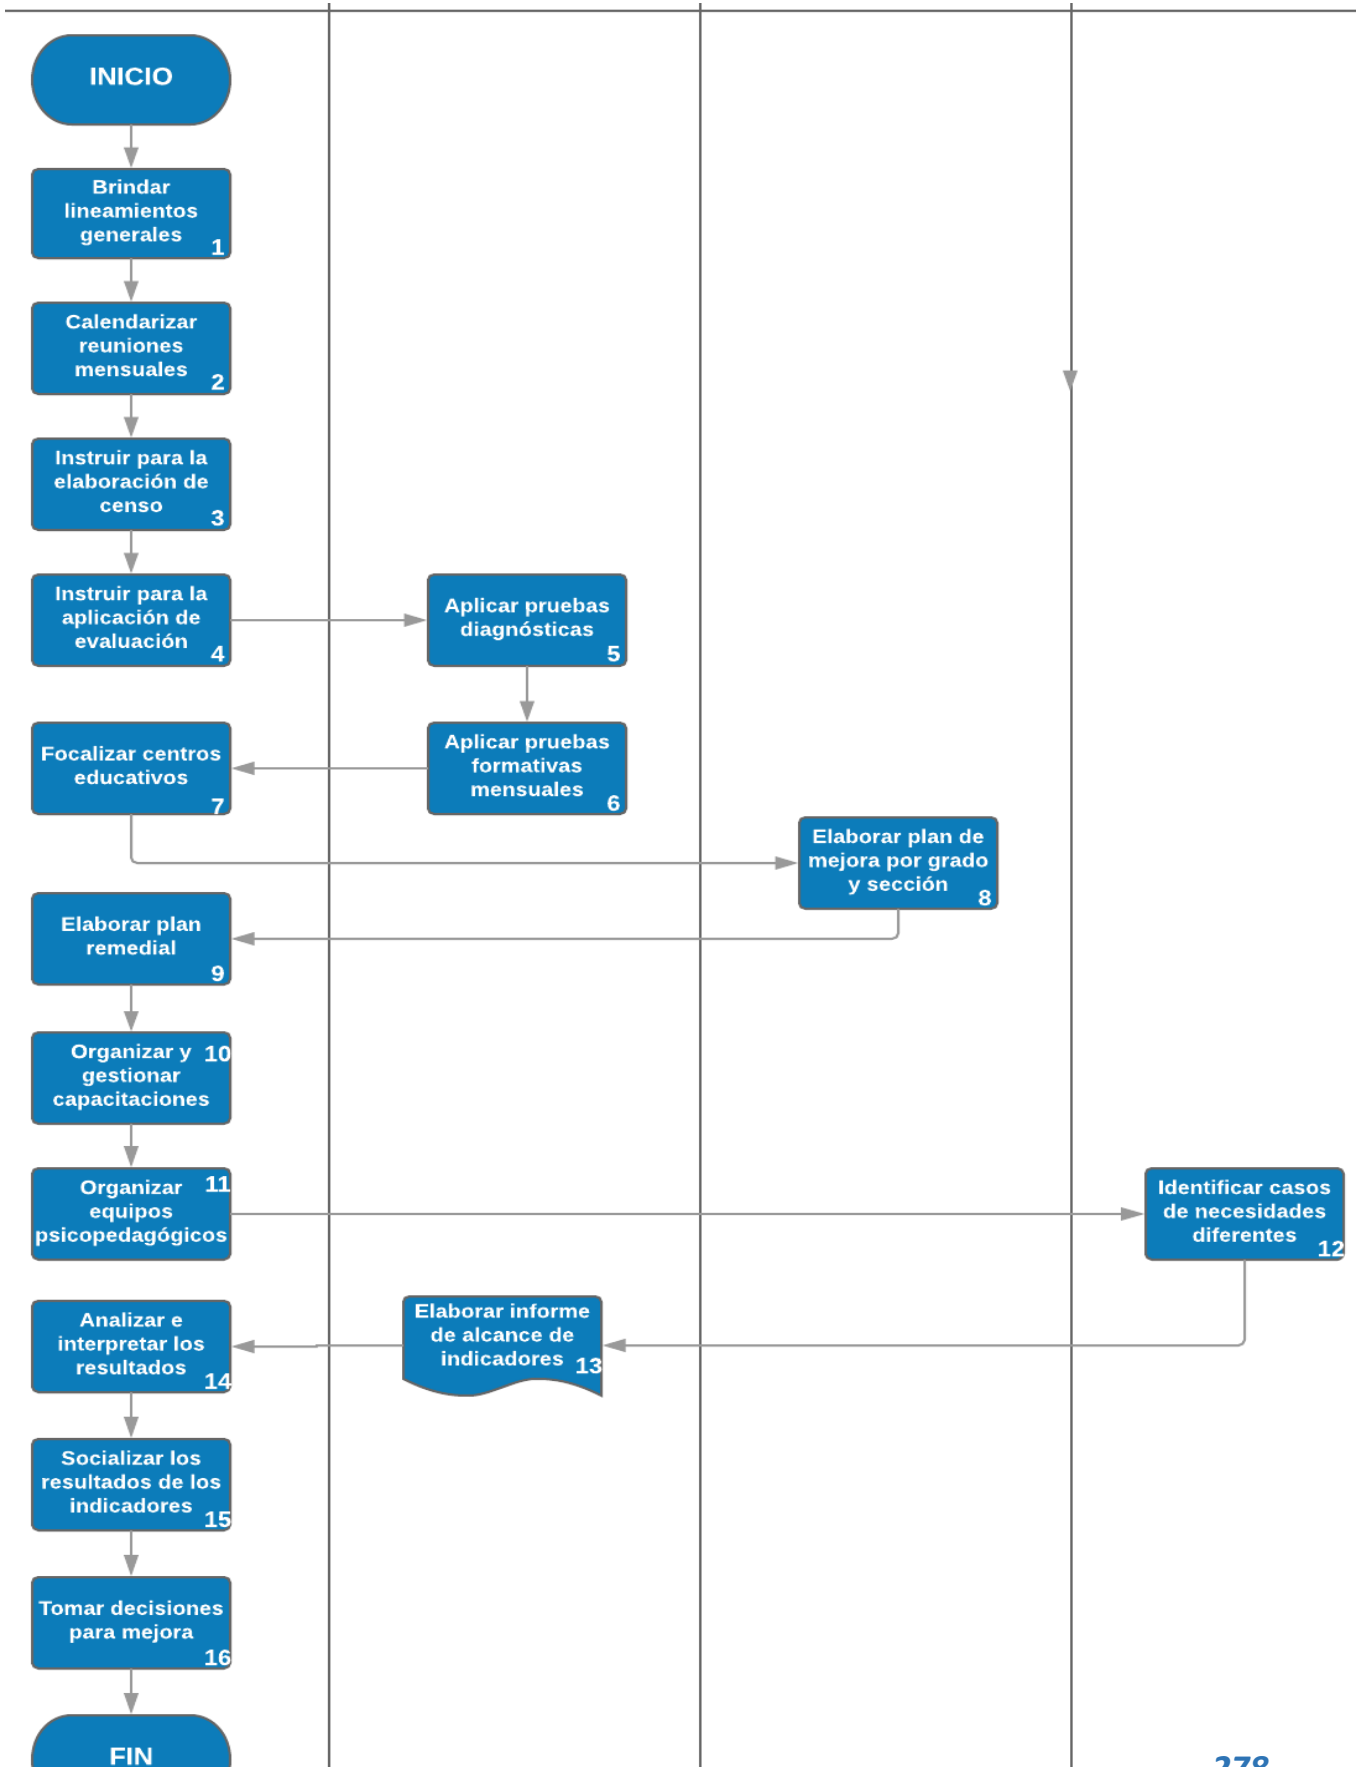 INICIO
Brindar
lineamientos
generales
1
Calendarizar
reuniones
mensuales
2
Instruir para la
elaboración de
censo
3
Instruir para la
aplicación de
evaluación
4
Aplicar pruebas
diagnósticas
5
Aplicar pruebas
formativas
mensuales
6
Focalizar centros
educativos
7
Elaborar plan de
mejora por grado
y sección
8
Elaborar plan
remedial
9
Organizar y
gestionar
capacitaciones
10
Organizar
equipos
psicopedagógicos
11
Identificar casos
de necesidades
diferentes
12
Elaborar informe
de alcance de
indicadores
13
Analizar e
interpretar los
resultados
14
Socializar los
resultados de los
indicadores
15
Tomar decisiones
para mejora
16
FIN
278